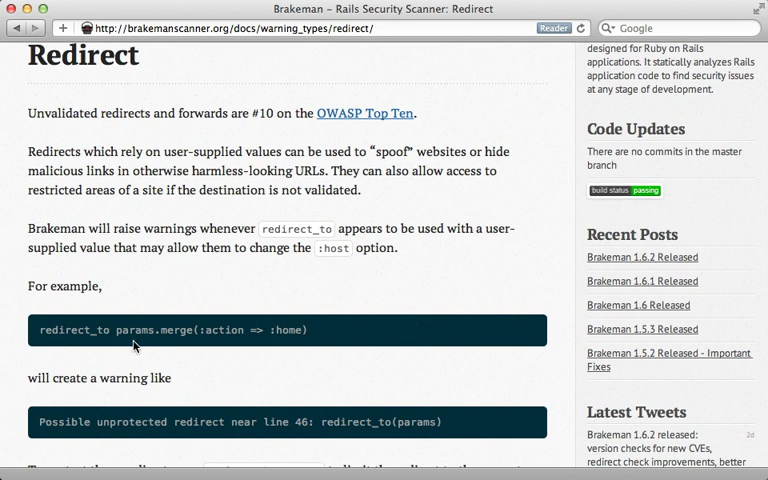 Brakeman – Rails Security Scanner: Redirect
http://brakemanscanner.org/docs/warning_types/redirect/
Reader
Google
Redirect
Unvalidated redirects and forwards are #10 on the OWASP Top Ten.
Redirects which rely on user-supplied values can be used to “spoof” websites or hide
malicious links in otherwise harmless-looking URLs. They can also allow access to
restricted areas of a site if the destination is not validated.
Brakeman will raise warnings whenever redirect_to appears to be used with a user-
supplied value that may allow them to change the :host option.
For example,
redirect_to params.merge(:action => :home)
will create a warning like
Possible unprotected redirect near line 46: redirect_to(params)
designed for Ruby on Rails
applications. It statically analyzes Rails
application code to find security issues
at any stage of development.
Code Updates
There are no commits in the master
branch
build status passing
Recent Posts
Brakeman 1.6.2 Released
Brakeman 1.6.1 Released
Brakeman 1.6 Released
Brakeman 1.5.3 Released
Brakeman 1.5.2 Released - Important
Fixes
Latest Tweets
Brakeman 1.6.2 released: 2d
version checks for new CVEs,
redirect check improvements, better